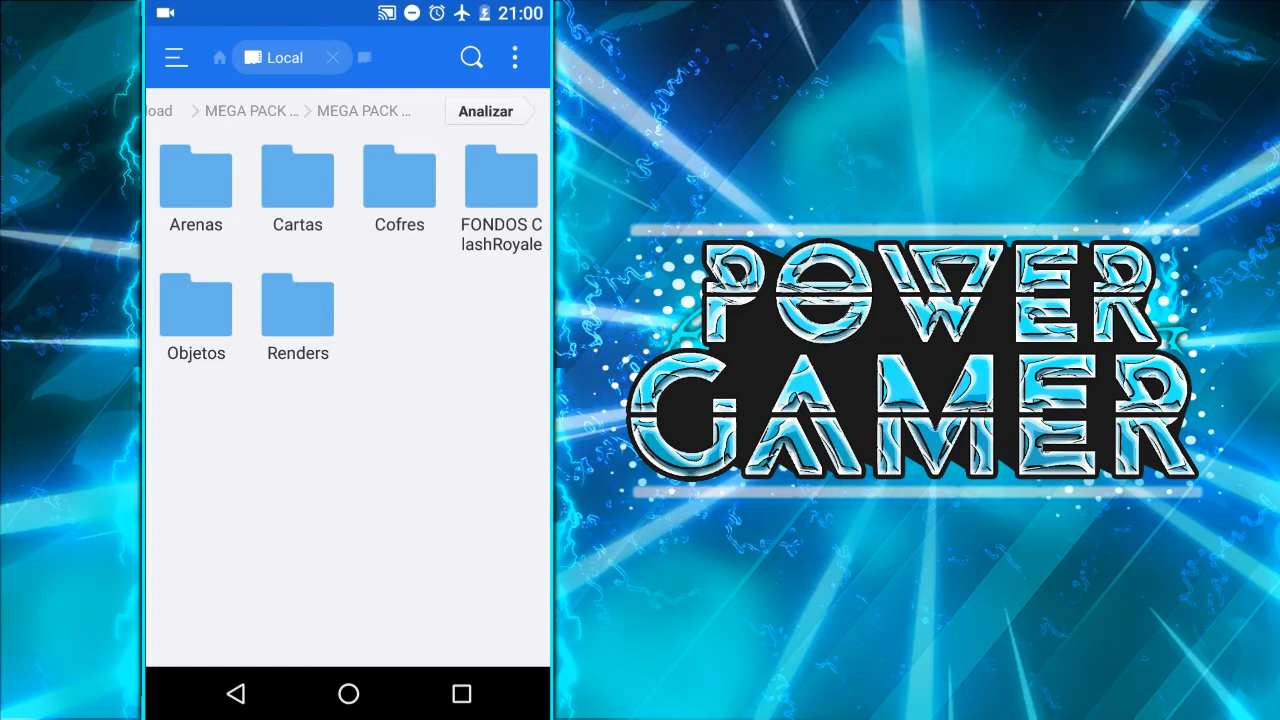 21:00
Local
load
MEGA PACK ...
MEGA PACK ...
Analizar
Arenas
Cartas
Cofres
FONDOS C
lashRoyale
Objetos
Renders
POWER
GAMER